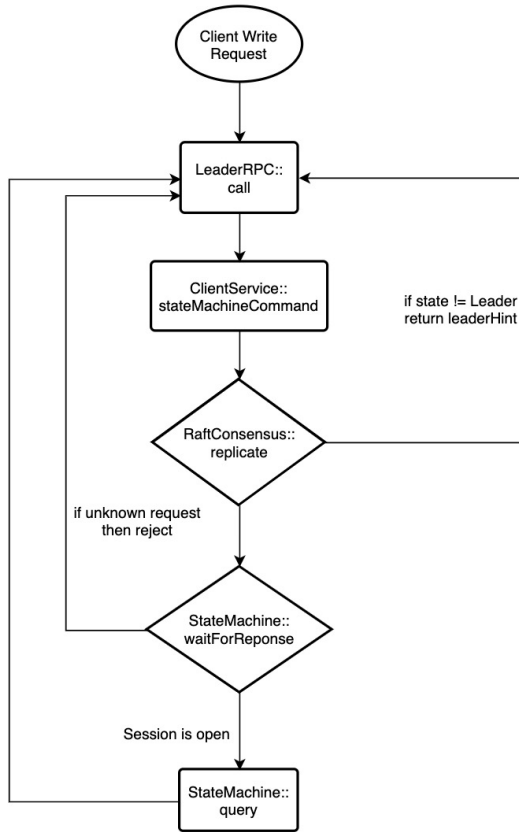 Client Write
Request
LeaderRPC::
call
ClientService::
stateMachineCommand
if state != Leader
return leaderHint
RaftConsensus::
replicate
if unknown request
then reject
StateMachine::
waitForReponse
Session is open
StateMachine::
query